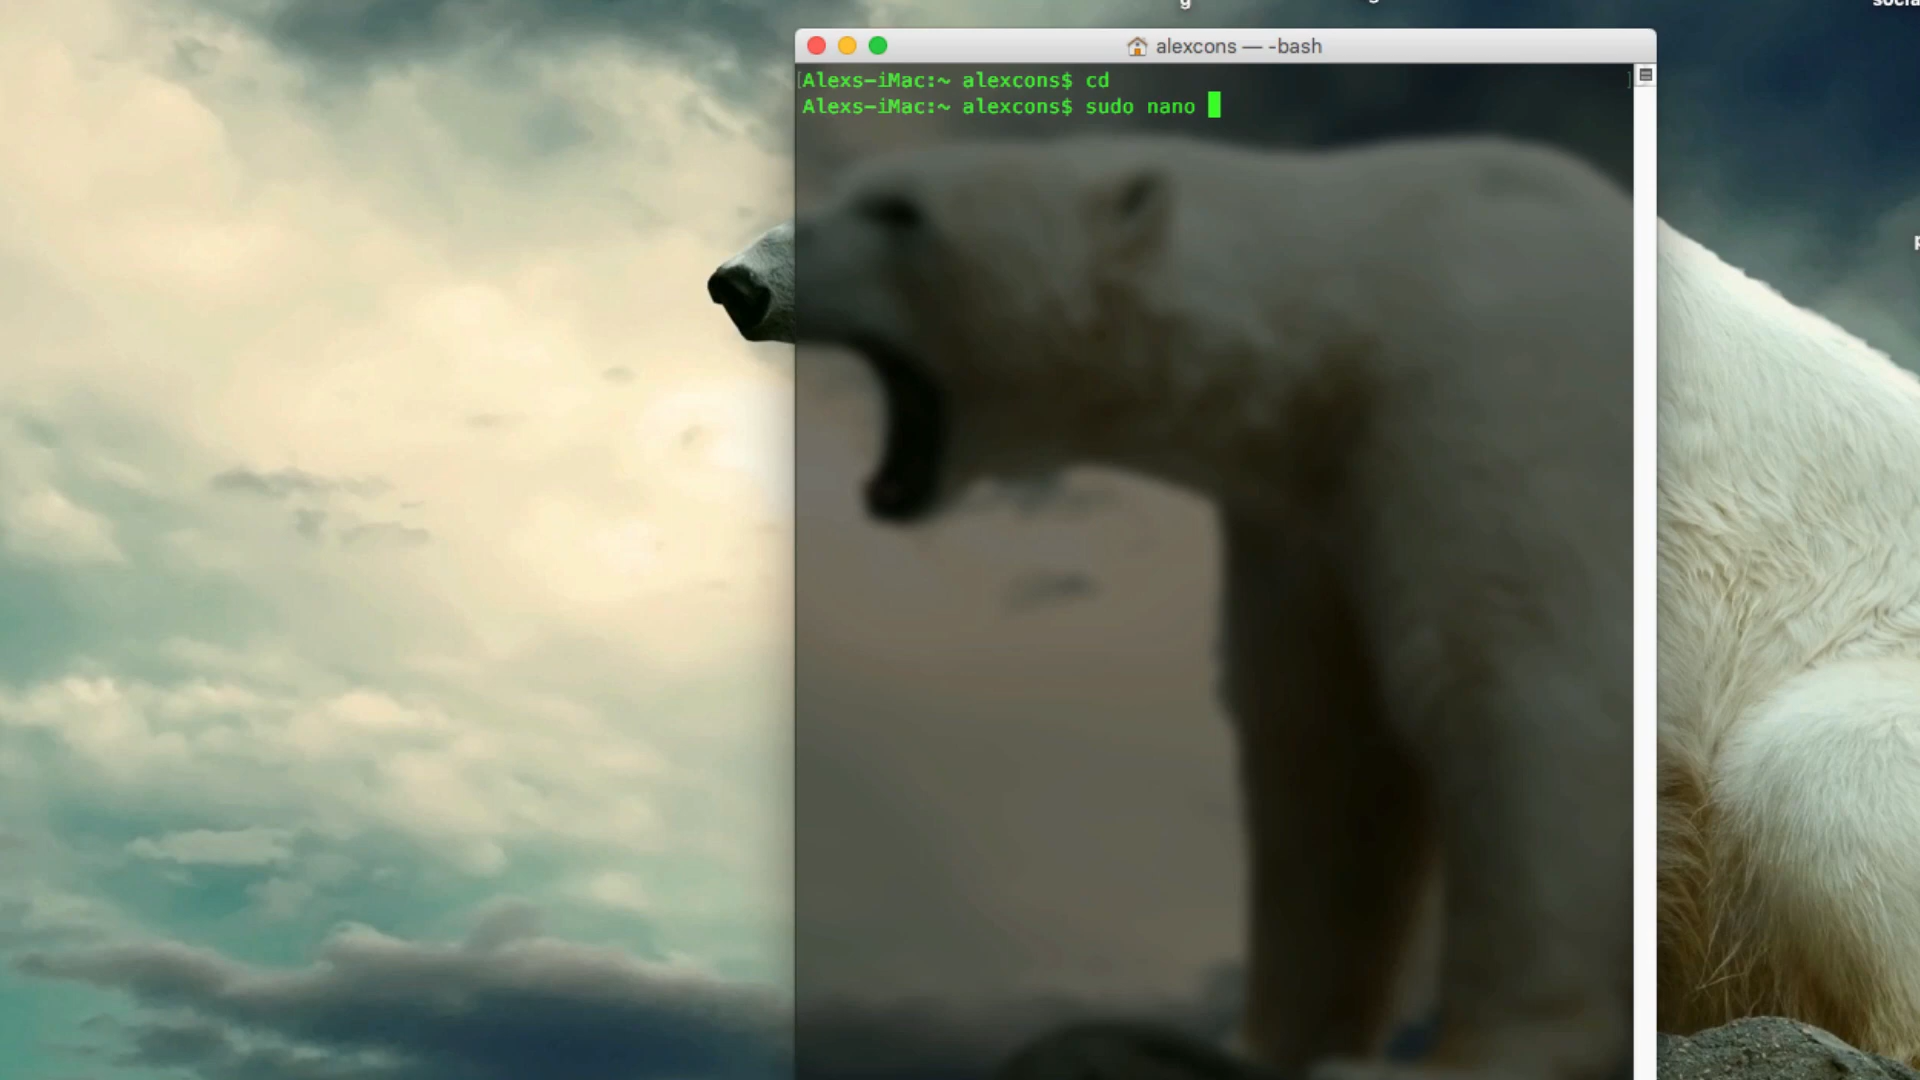 alexcons — -bash
Alexs-iMac:~ alexcons$ cd
Alexs-iMac:~ alexcons$ sudo nano